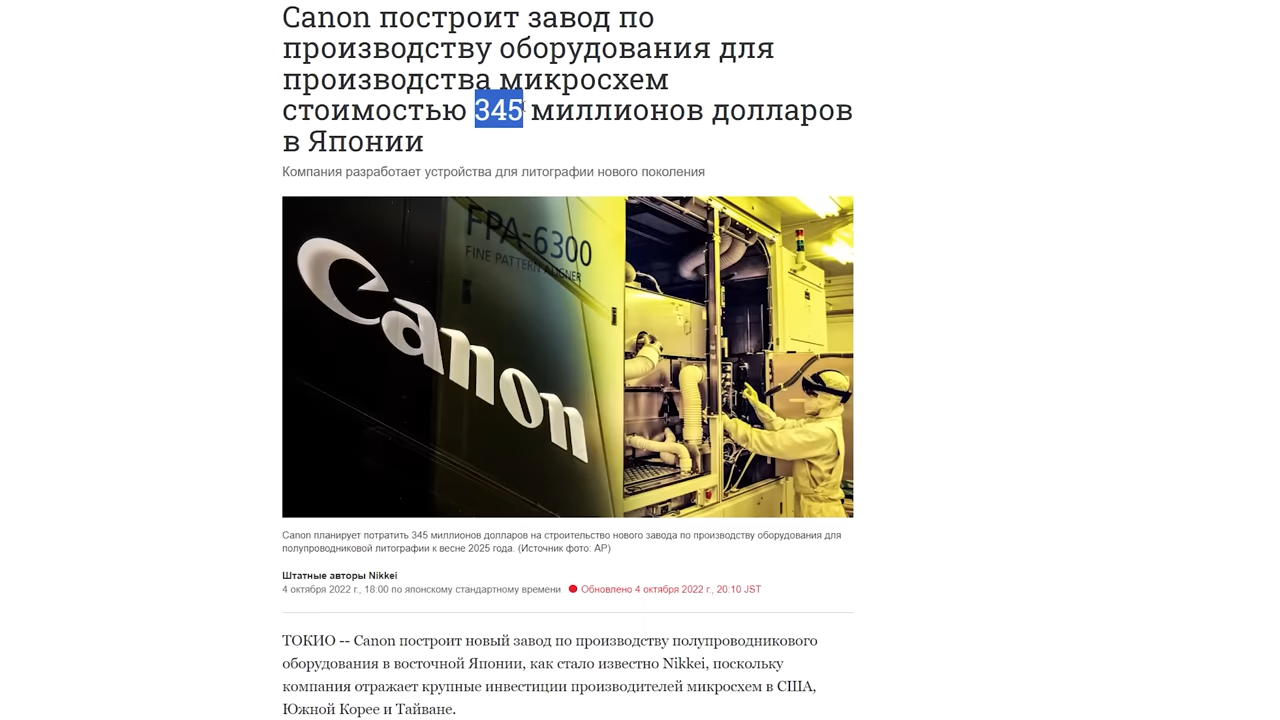 Canon построит завод по
производству оборудования для
производства микросхем
стоимостью 345 миллионов долларов
в Японии
Компания разработает устройства для литографии нового поколения
FPA-6300
FINE PATTERN ALIGNER
Canon
Canon планирует потратить 345 миллионов долларов на строительство нового завода по производству оборудования для
полупроводниковой литографии к весне 2025 года. (Источник фото: AP)
Штатные авторы Nikkei
4 октября 2022 г., 18:00 по японскому стандартному времени
Обновлено 4 октября 2022 г., 20:10 JST
ТОКИО -- Canon построит новый завод по производству полупроводникового
оборудования в восточной Японии, как стало известно Nikkei, поскольку
компания отражает крупные инвестиции производителей микросхем в США,
Южной Корее и Тайване.